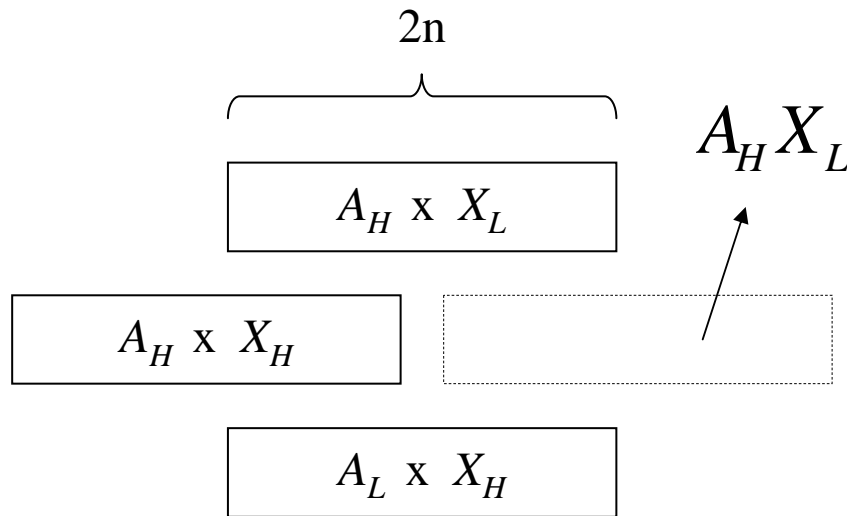 2n
A_H X_L
A_H x X_L
A_H x X_H
A_L x X_H